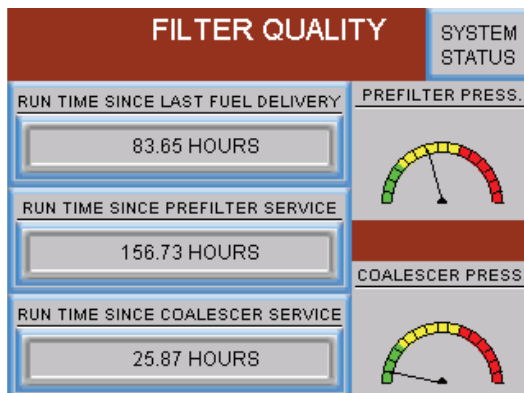 FILTER QUALITY
SYSTEM
STATUS
RUN TIME SINCE LAST FUEL DELIVERY
83.65 HOURS
PREFILTER PRESS.
RUN TIME SINCE PREFILTER SERVICE
156.73 HOURS
COALESCER PRESS
RUN TIME SINCE COALESCER SERVICE
25.87 HOURS